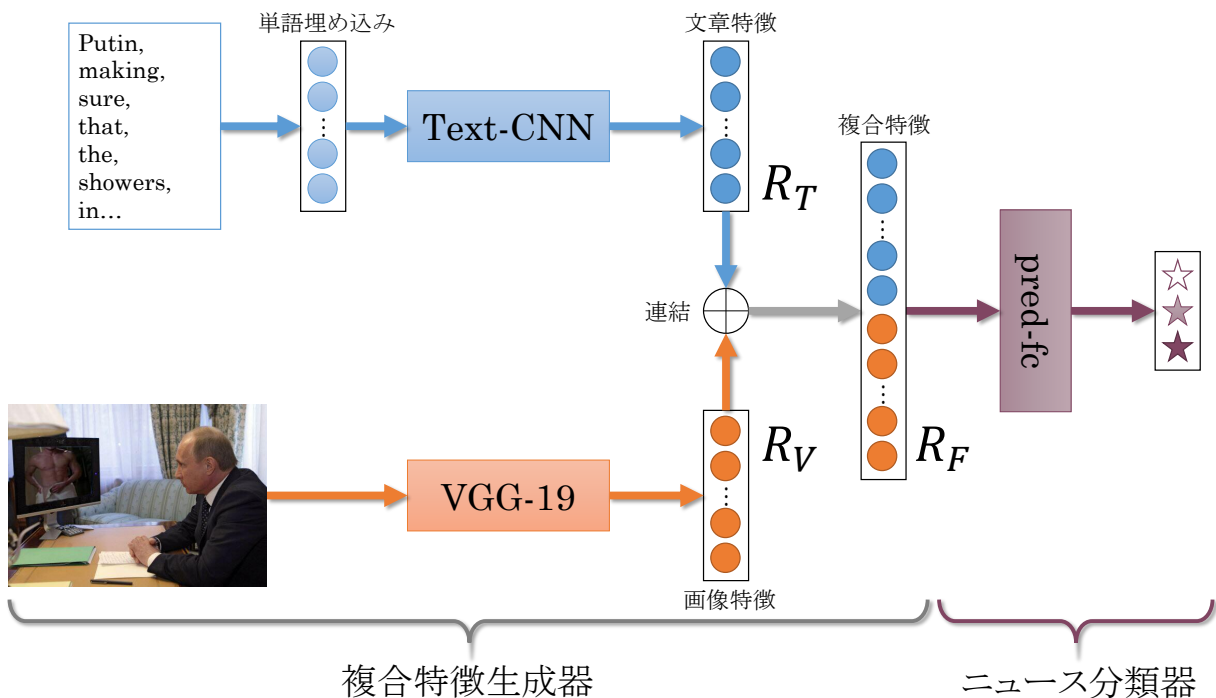 単語埋め込み
文章特徴
Putin,
making,
sure,
that,
the,
showers,
in…
Text-CNN
複合特徴
R_T
連結
pred-fc
VGG-19
R_V
R_F
画像特徴
複合特徴生成器
ニュース分類器